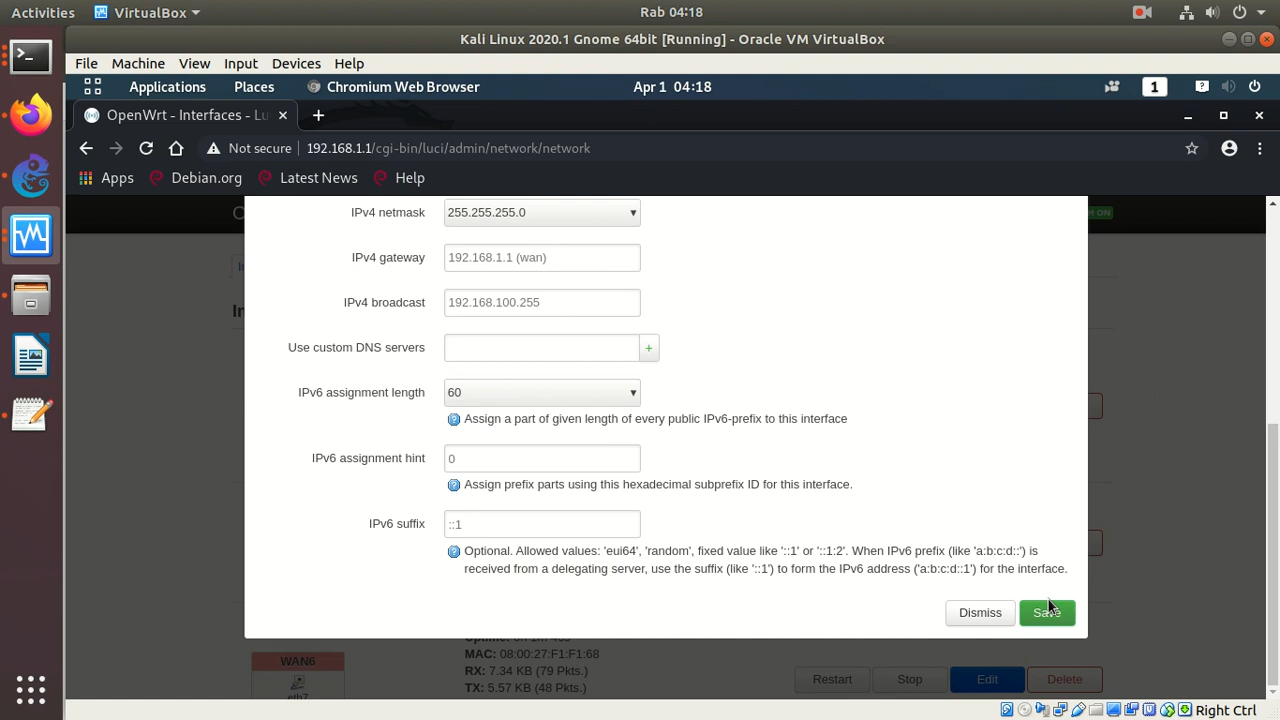 Activities VirtualBox Rab 04:18
Kali Linux 2020.1 Gnome 64bit [Running] - Oracle VM VirtualBox
File Machine View Input Devices Help
Applications Places Chromium Web Browser Apr 1 04:18 1
OpenWrt - Interfaces - Lu
Not secure 192.168.1.1/cgi-bin/luci/admin/network/network
Apps Debian.org Latest News Help
IPv4 netmask 255.255.255.0
IPv4 gateway 192.168.1.1 (wan)
IPv4 broadcast 192.168.100.255
Use custom DNS servers +
IPv6 assignment length 60
Assign a part of given length of every public IPv6-prefix to this interface
IPv6 assignment hint 0
Assign prefix parts using this hexadecimal subprefix ID for this interface.
IPv6 suffix ::1
Optional. Allowed values: 'eui64', 'random', fixed value like '::1' or '::1:2'. When IPv6 prefix (like 'a:b:c:d::') is
received from a delegating server, use the suffix (like '::1') to form the IPv6 address ('a:b:c:d::1') for the interface.
Dismiss Save
MAC: 08:00:27:F1:F1:68
WAN6
RX: 7.34 KB (79 Pkts.)
TX: 5.57 KB (48 Pkts.)
Restart Stop Edit Delete
Right Ctrl